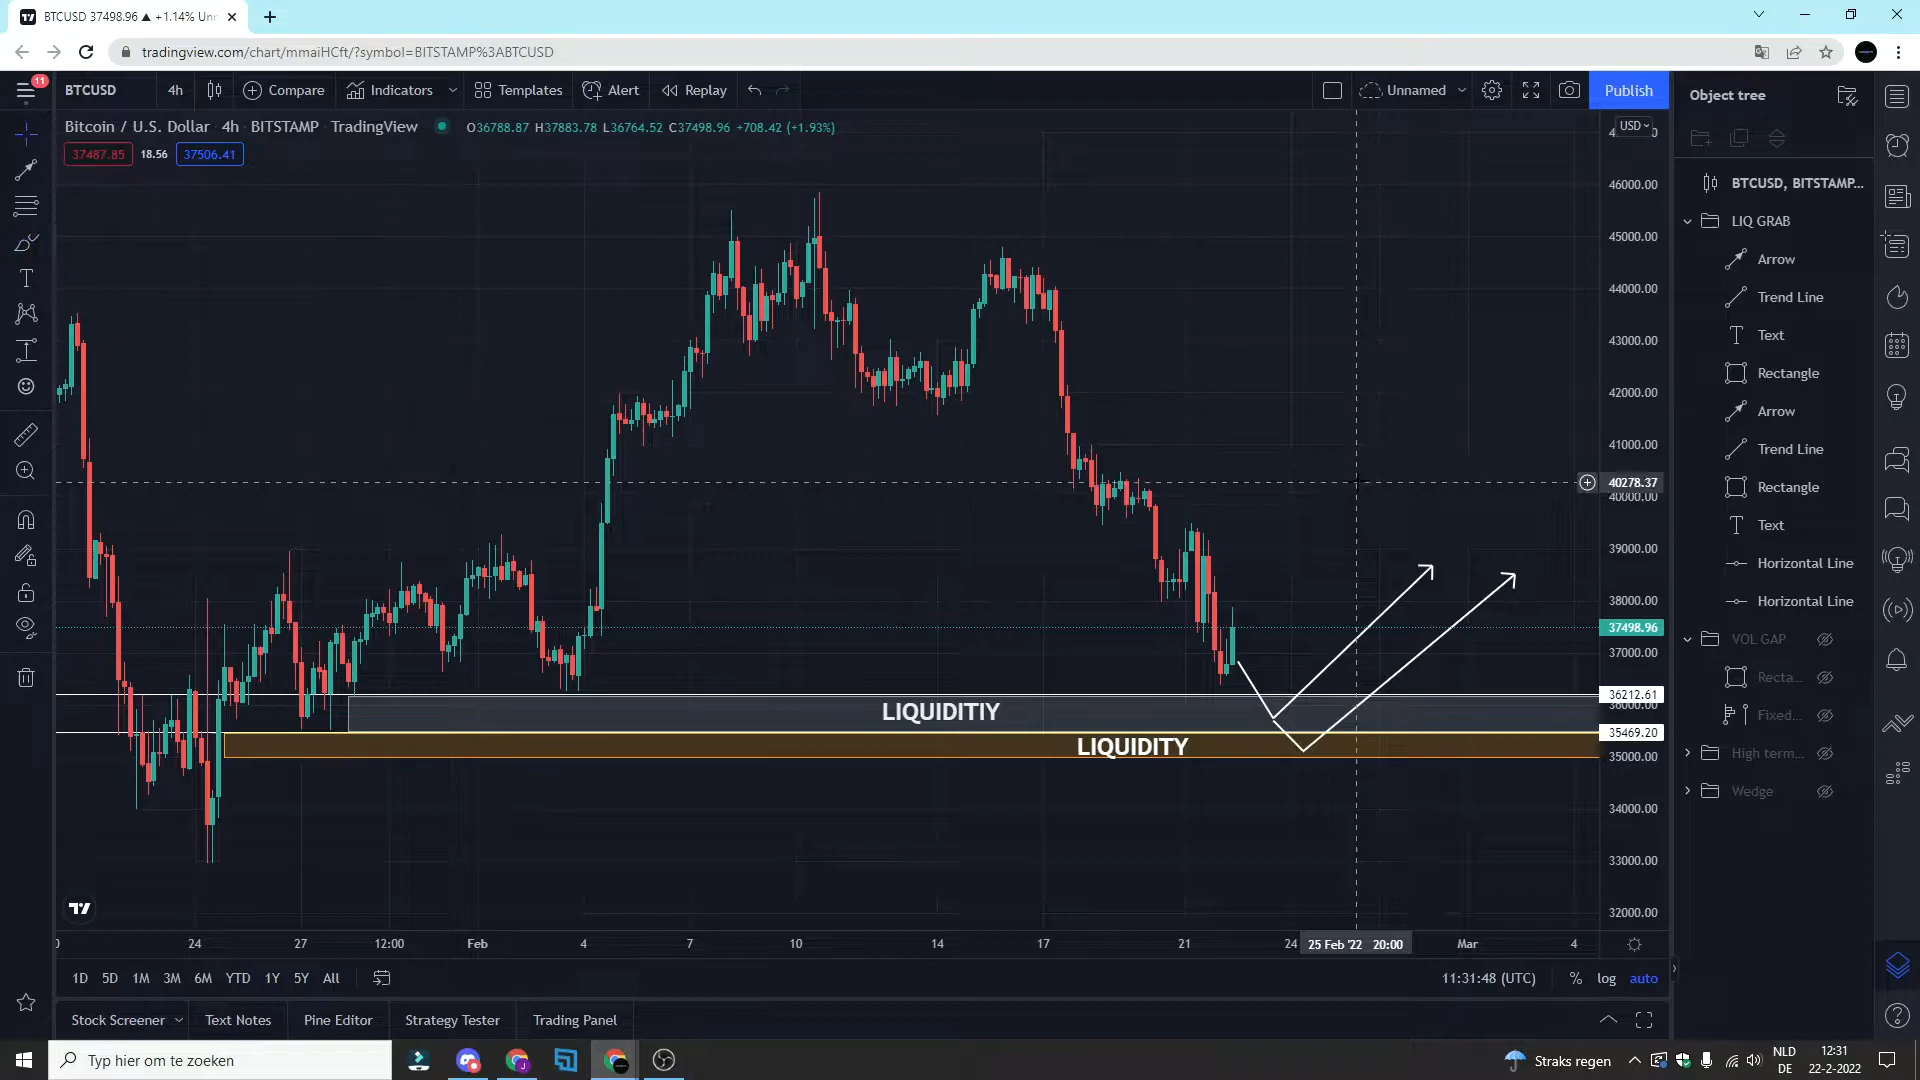 BTCUSD 37498.96 ▲ +1.14% Unn
tradingview.com/chart/mmaiHCft/?symbol=BITSTAMP%3ABTCUSD
11
BTCUSD 4h Compare Indicators Templates Alert Replay Unnamed Publish
Object tree
Bitcoin / U.S. Dollar · 4h · BITSTAMP · TradingView O36788.87 H37883.78 L36764.52 C37498.96 +708.42 (+1.93%)
USD
37487.85 18.56 37506.41
BTCUSD, BITSTAMP...
LIQ GRAB
Arrow
Trend Line
Text
Rectangle
Arrow
Trend Line
Rectangle
Text
Horizontal Line
Horizontal Line
VOL GAP
Recta...
Fixed...
High term...
Wedge
46000.00
45000.00
44000.00
43000.00
42000.00
41000.00
40278.37
40000.00
39000.00
38000.00
37498.96
37000.00
36212.61
36000.00
35469.20
35000.00
34000.00
33000.00
32000.00
LIQUIDITIY
LIQUIDITY
24 27 12:00 Feb 4 7 10 14 17 21 24 25 Feb '22 20:00 Mar 4
1D 5D 1M 3M 6M YTD 1Y 5Y All 11:31:48 (UTC) % log auto
Stock Screener Text Notes Pine Editor Strategy Tester Trading Panel
Typ hier om te zoeken
Straks regen
NLD
DE
12:31
22-2-2022